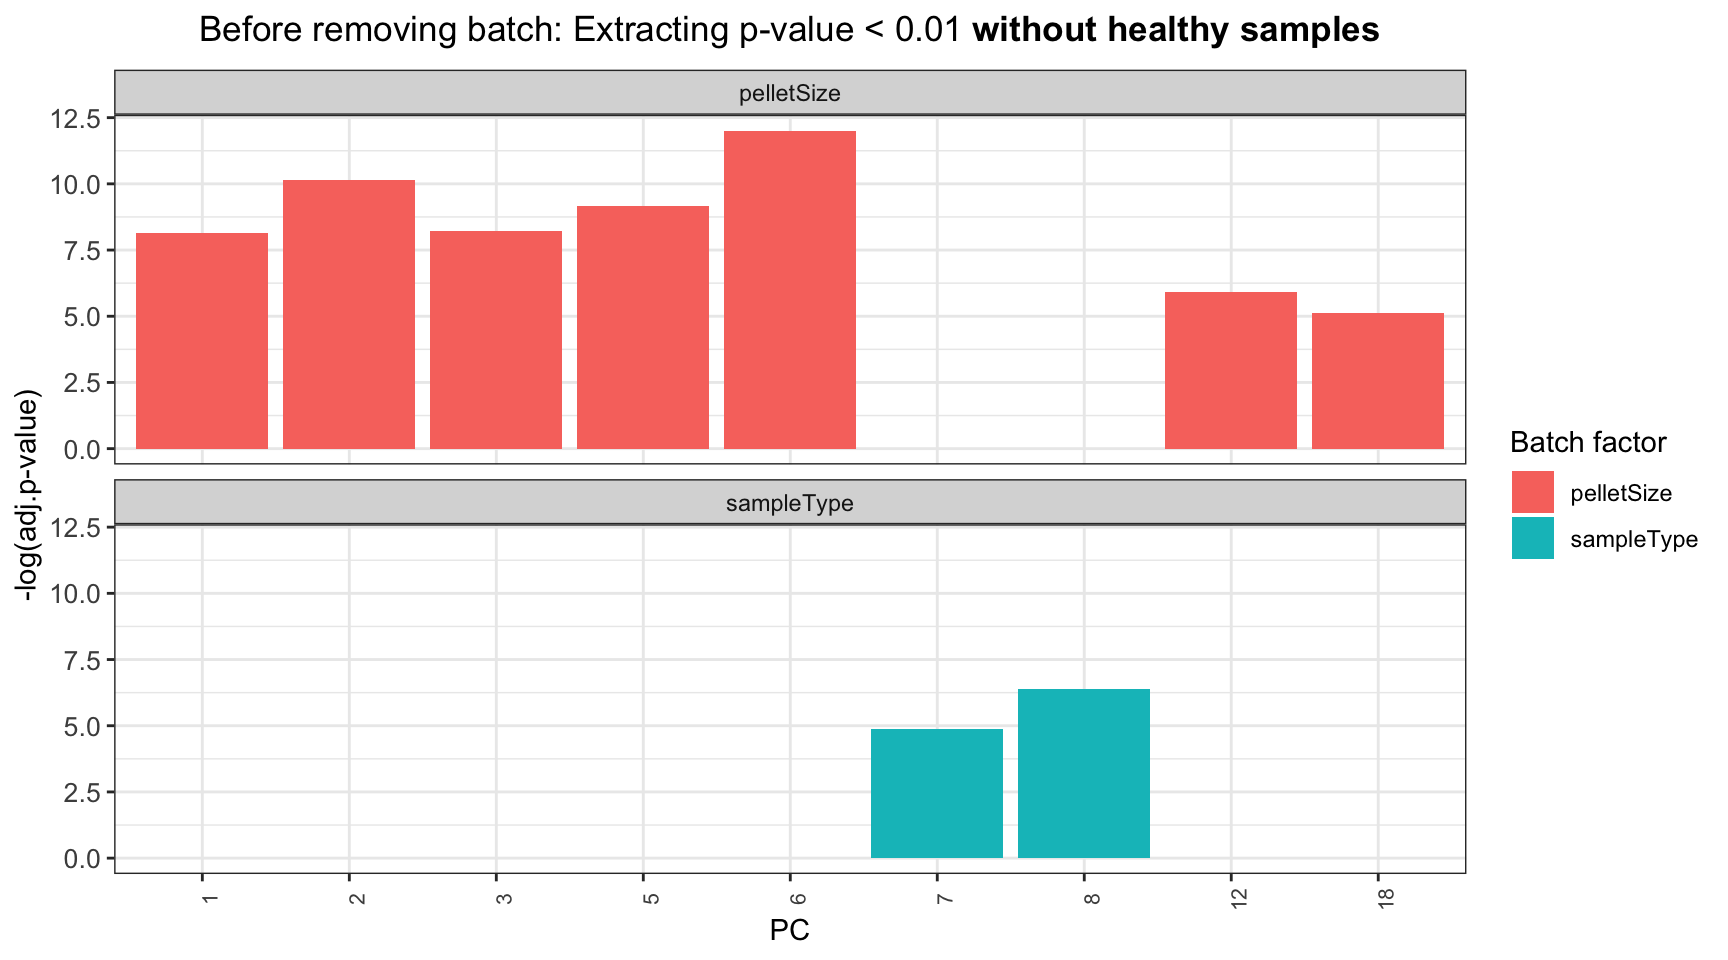 Before removing batch: Extracting p-value < 0.01 without healthy samples
pelletSize
12.5
10.0
7.5
5.0
2.5
0.0
sampleType
12.5
10.0
7.5
5.0
2.5
0.0
-log(adj.p-value)
1 2 3 5 6 7 8 12 18
PC
Batch factor
pelletSize
sampleType